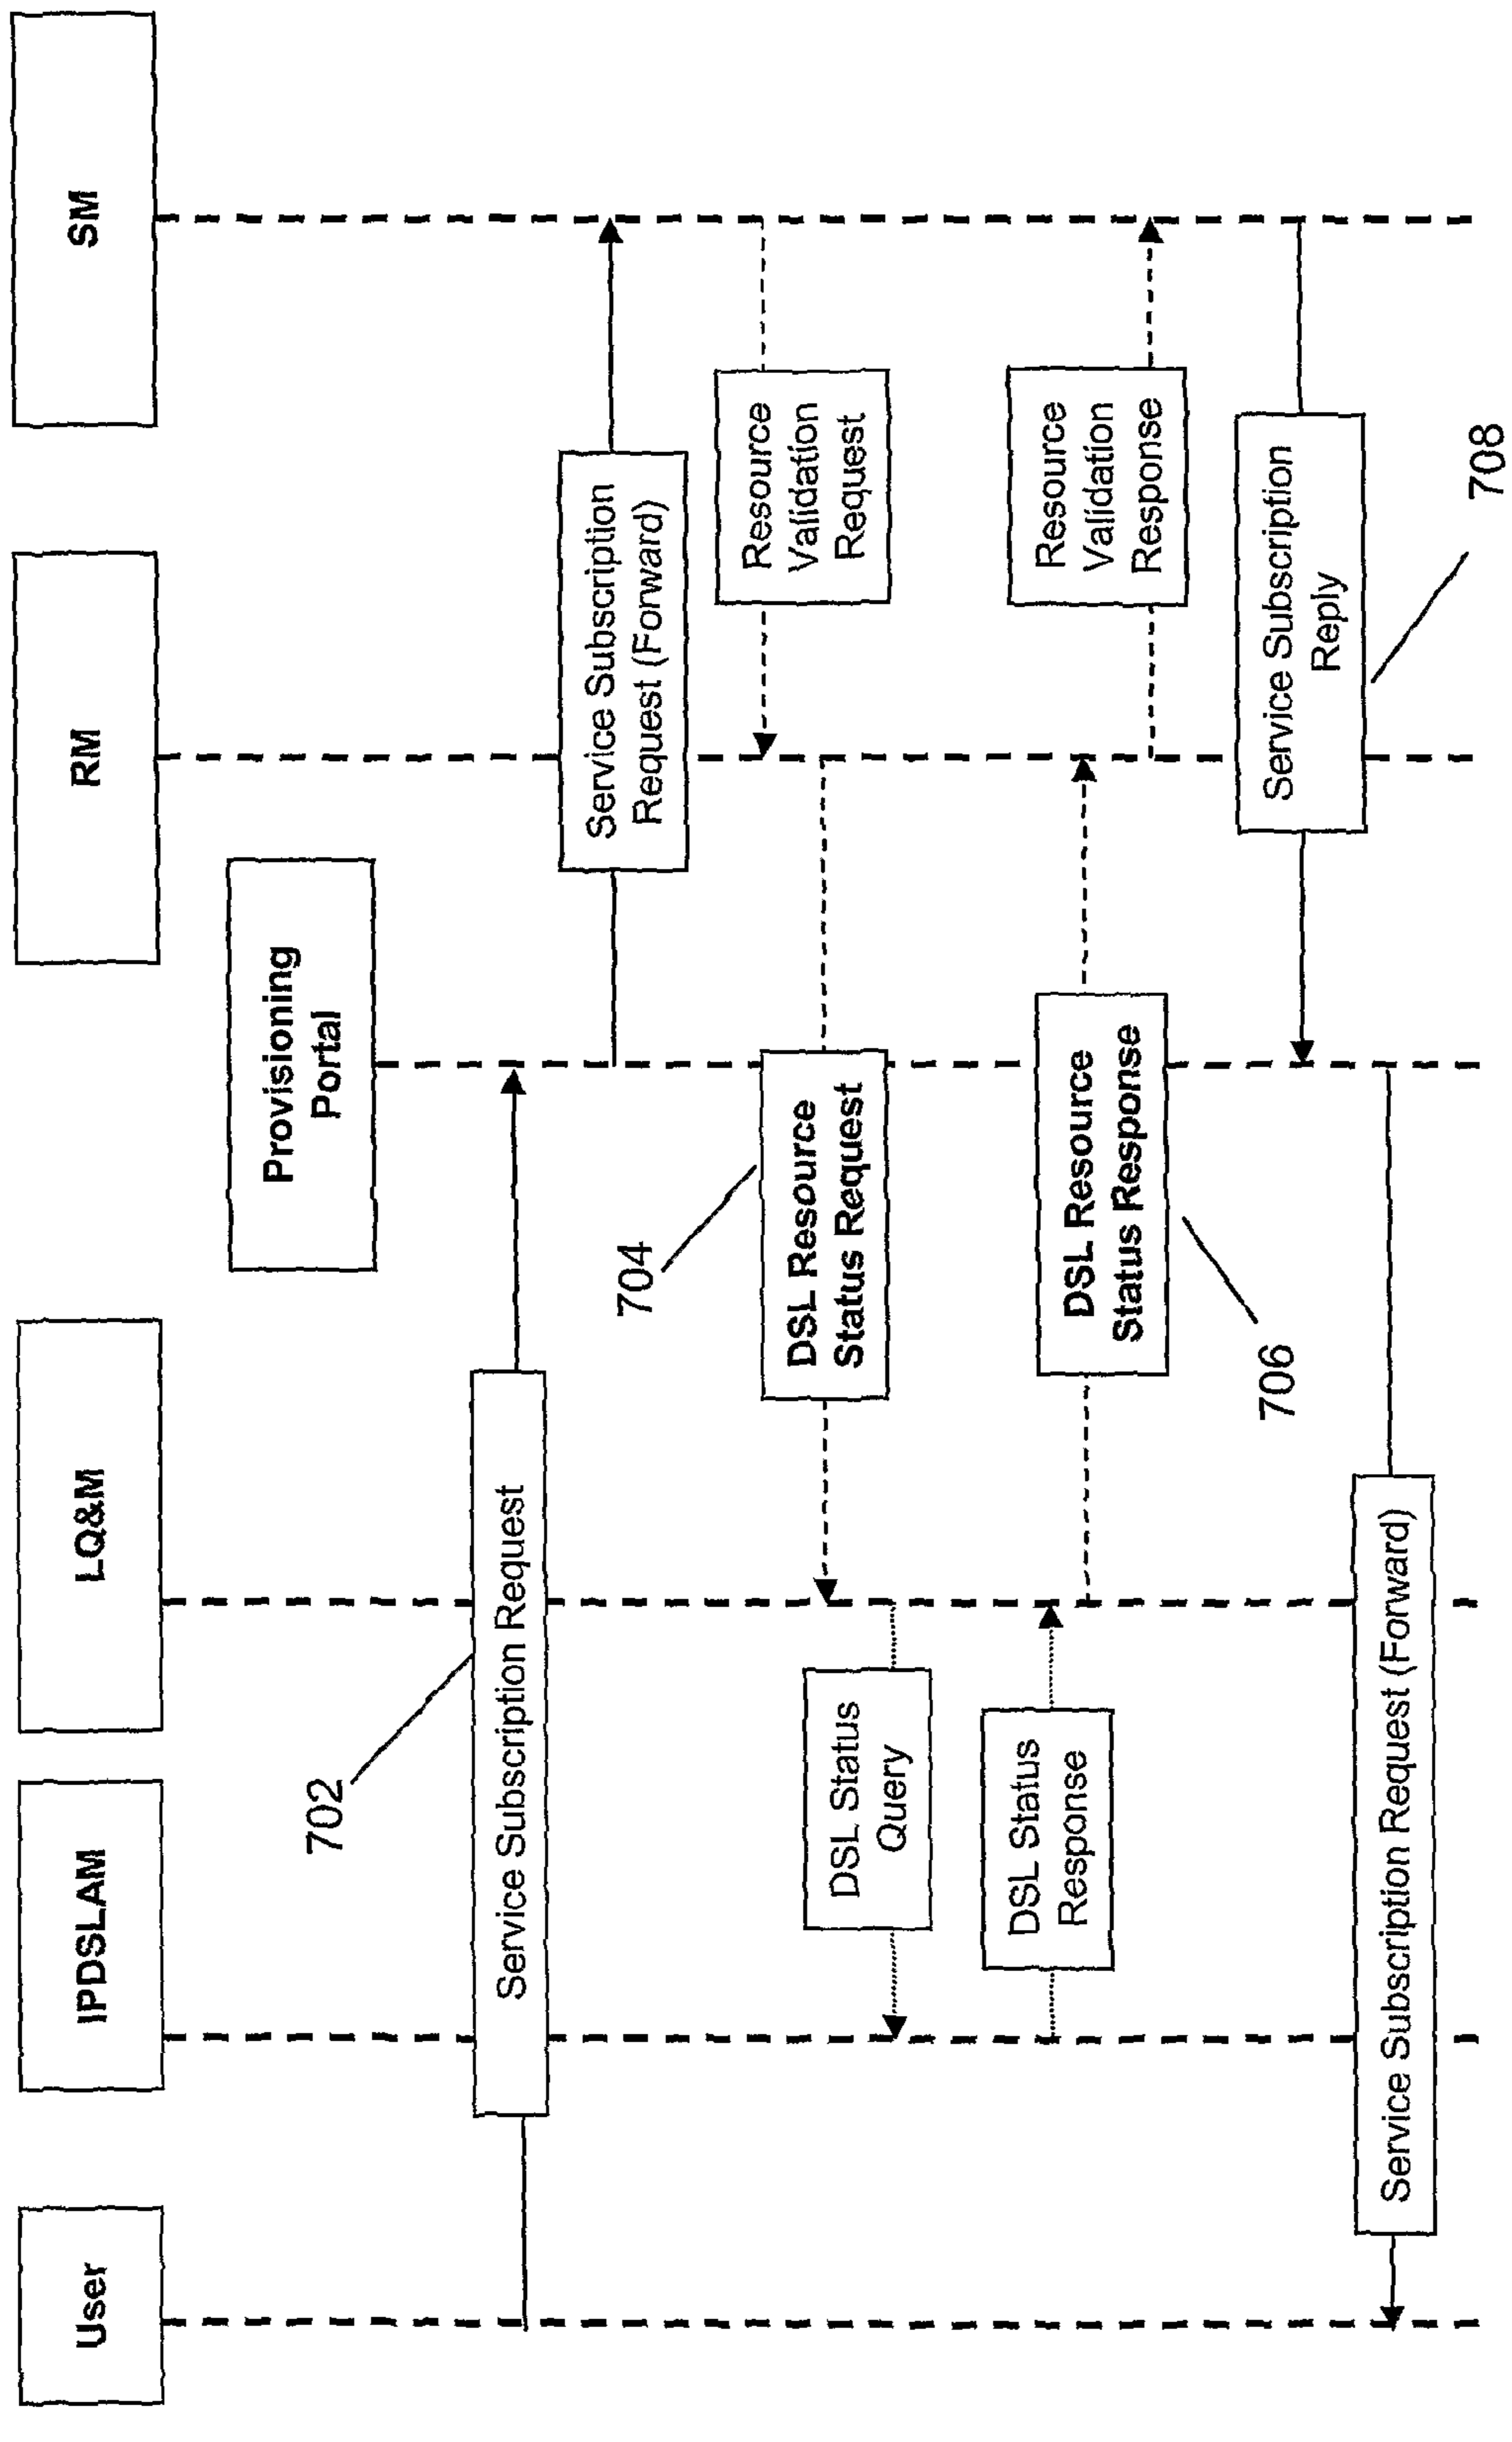 User
IPDSLAM
LQ&M
Provisioning
Portal
RM
SM
702
Service Subscription Request
Service Subscription
Request (Forward)
Resource
Validation
Request
704
DSL Resource
Status Request
DSL Status
Query
DSL Status
Response
DSL Resource
Status Response
706
Resource
Validation
Response
Service Subscription
Reply
708
Service Subscription Request (Forward)